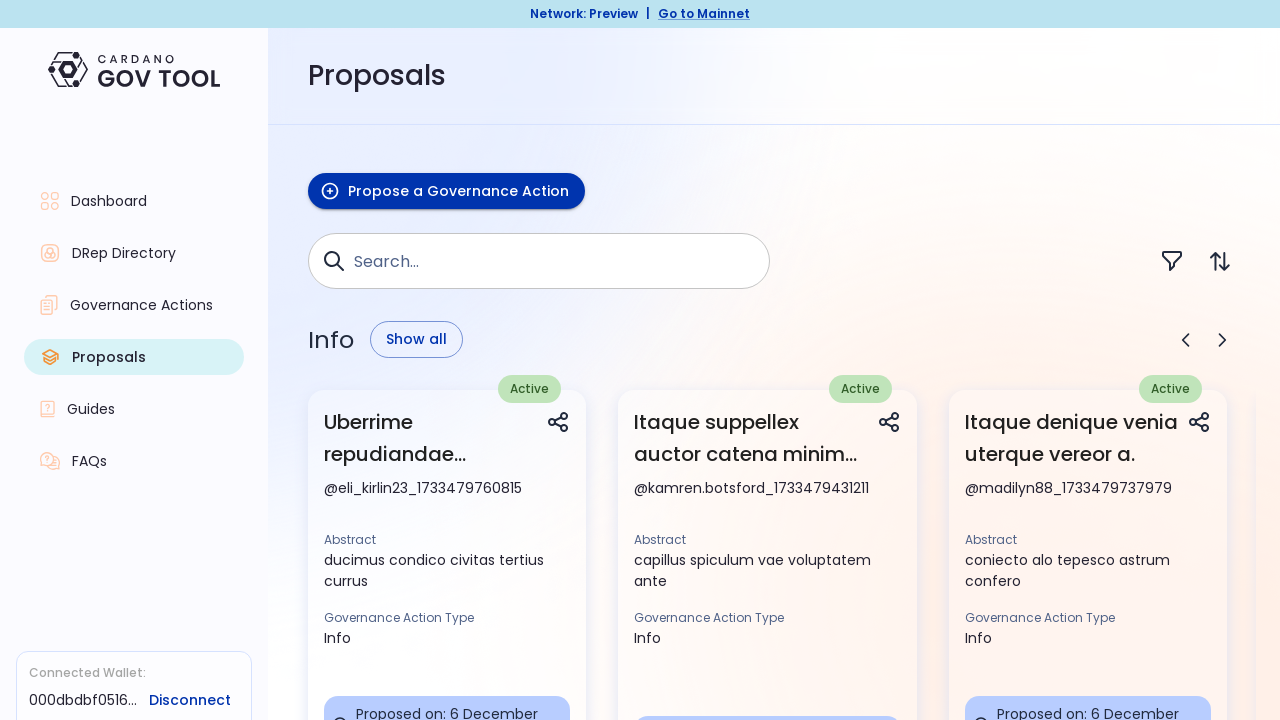 Network: Preview | Go to Mainnet
CARDANO
GOV TOOL
Proposals
Dashboard
DRep Directory
Governance Actions
Proposals
Guides
FAQs
Connected Wallet:
000dbdbf0516...
Disconnect
Propose a Governance Action
Search...
Info
Show all
Active
Uberrime
repudiandae...
@eli_kirlin23_1733479760815
Abstract
ducimus condico civitas tertius
currus
Governance Action Type
Info
Proposed on: 6 December
Active
Itaque suppellex
auctor catena minim...
@kamren.botsford_1733479431211
Abstract
capillus spiculum vae voluptatem
ante
Governance Action Type
Info
Active
Itaque denique venia
uterque vereor a.
@madilyn88_1733479737979
Abstract
coniecto alo tepesco astrum
confero
Governance Action Type
Info
Proposed on: 6 December